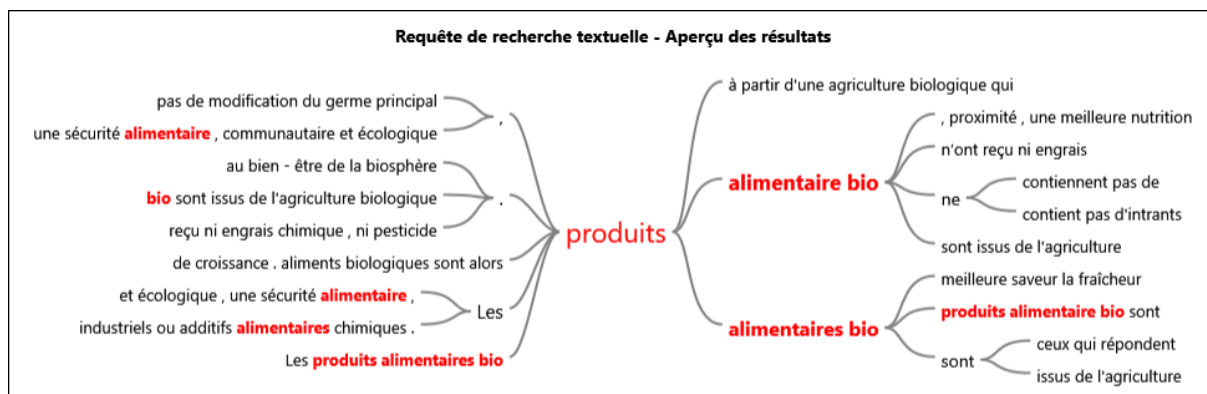 Requête de recherche textuelle - Aperçu des résultats
pas de modification du germe principal
une sécurité alimentaire , communautaire et écologique
,
au bien - être de la biosphère
bio sont issus de l'agriculture biologique
reçu ni engrais chimique , ni pesticide
.
de croissance . aliments biologiques sont alors
et écologique , une sécurité alimentaire ,
industriels ou additifs alimentaires chimiques .
Les
Les produits alimentaires bio
produits
à partir d'une agriculture biologique qui
alimentaire bio
, proximité , une meilleure nutrition
n'ont reçu ni engrais
ne
contiennent pas de
contient pas d'intrants
sont issus de l'agriculture
alimentaires bio
meilleure saveur la fraîcheur
produits alimentaire bio sont
sont
ceux qui répondent
issus de l'agriculture